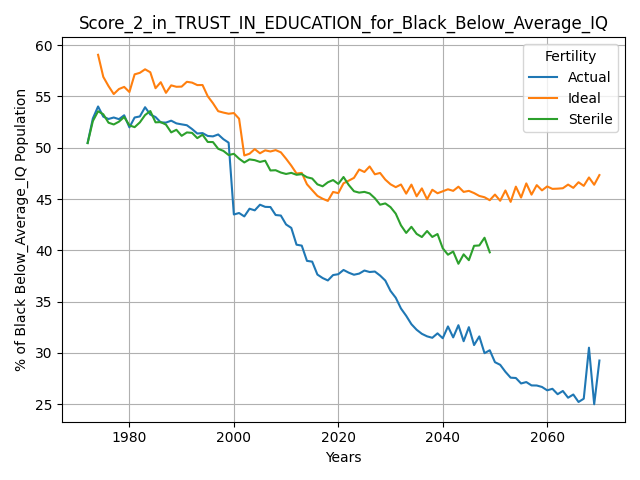 Score_2_in_TRUST_IN_EDUCATION_for_Black_Below_Average_IQ
% of Black Below_Average_IQ Population
60
55
50
45
40
35
30
25
Fertility
Actual
Ideal
Sterile
1980
2000
2020
2040
2060
Years